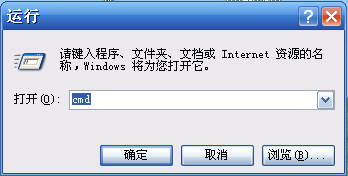 运行
请键入程序、文件夹、文档或 Internet 资源的名
称，Windows 将为您打开它。
打开(O): cmd
确定 取消 浏览(B)...